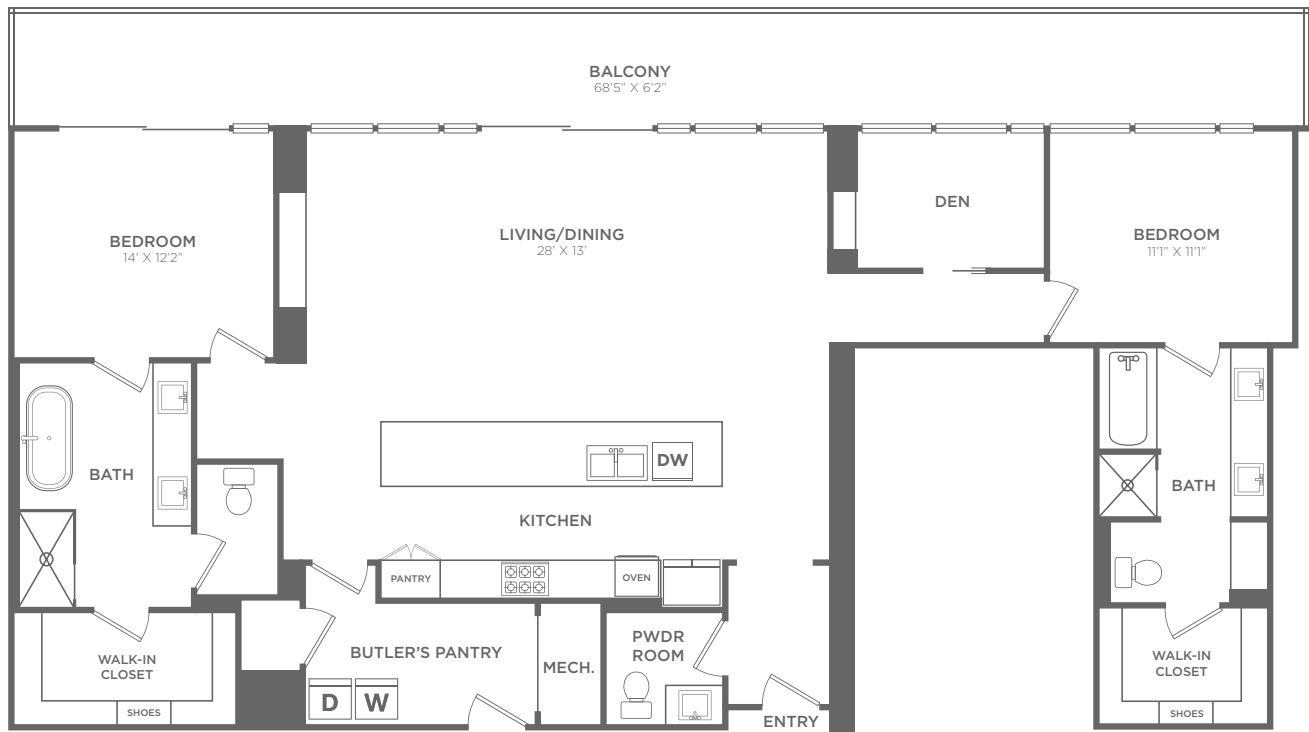 BALCONY
68'5" X 6'2"
BEDROOM
14' X 12'2"
LIVING/DINING
28' X 13'
DEN
BEDROOM
11'1" X 11'1"
BATH
DW
KITCHEN
BATH
PANTRY
OVEN
WALK-IN
CLOSET
SHOES
BUTLER'S PANTRY
D
W
MECH.
PWDR
ROOM
ENTRY
WALK-IN
CLOSET
SHOES